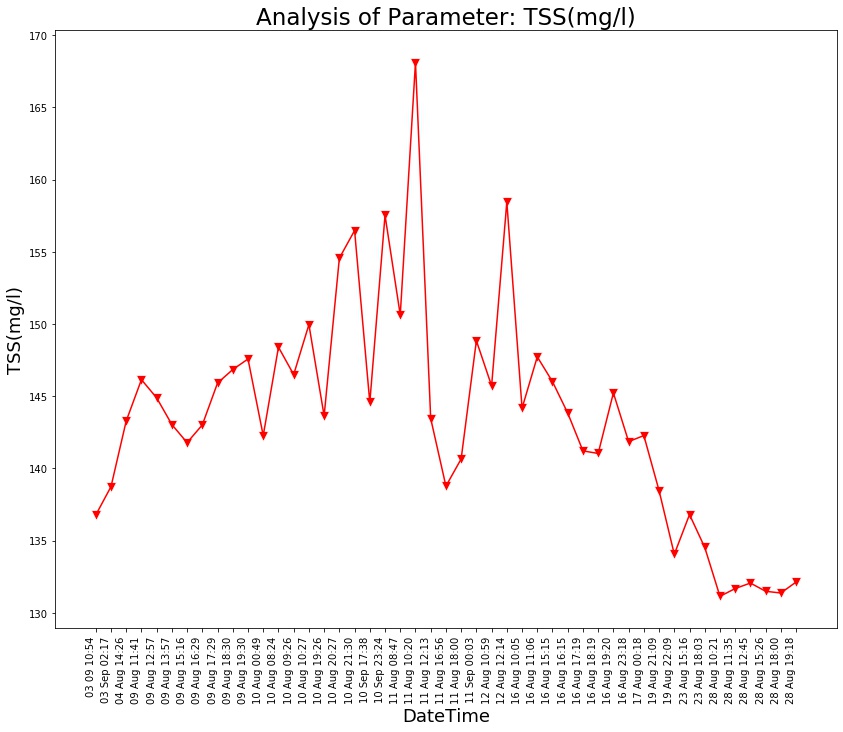 Analysis of Parameter: TSS(mg/l)
TSS(mg/l)
170
165
160
155
150
145
140
135
130
03 09 10:54
03 Sep 02:17
04 Aug 14:26
09 Aug 11:41
09 Aug 12:57
09 Aug 13:57
09 Aug 15:16
09 Aug 16:29
09 Aug 17:29
09 Aug 18:30
09 Aug 19:30
10 Aug 00:49
10 Aug 08:24
10 Aug 09:26
10 Aug 10:27
10 Aug 19:26
10 Aug 20:27
10 Aug 21:30
10 Sep 17:38
10 Sep 23:24
11 Aug 08:47
11 Aug 10:20
11 Aug 12:13
11 Aug 16:56
11 Aug 18:00
11 Sep 00:03
12 Aug 10:59
12 Aug 12:14
16 Aug 10:05
16 Aug 11:06
16 Aug 15:15
16 Aug 16:15
16 Aug 17:19
16 Aug 18:19
16 Aug 19:20
16 Aug 23:18
17 Aug 00:18
19 Aug 21:09
19 Aug 22:09
23 Aug 15:16
23 Aug 18:03
28 Aug 10:21
28 Aug 11:35
28 Aug 12:45
28 Aug 15:26
28 Aug 18:00
28 Aug 19:18
DateTime